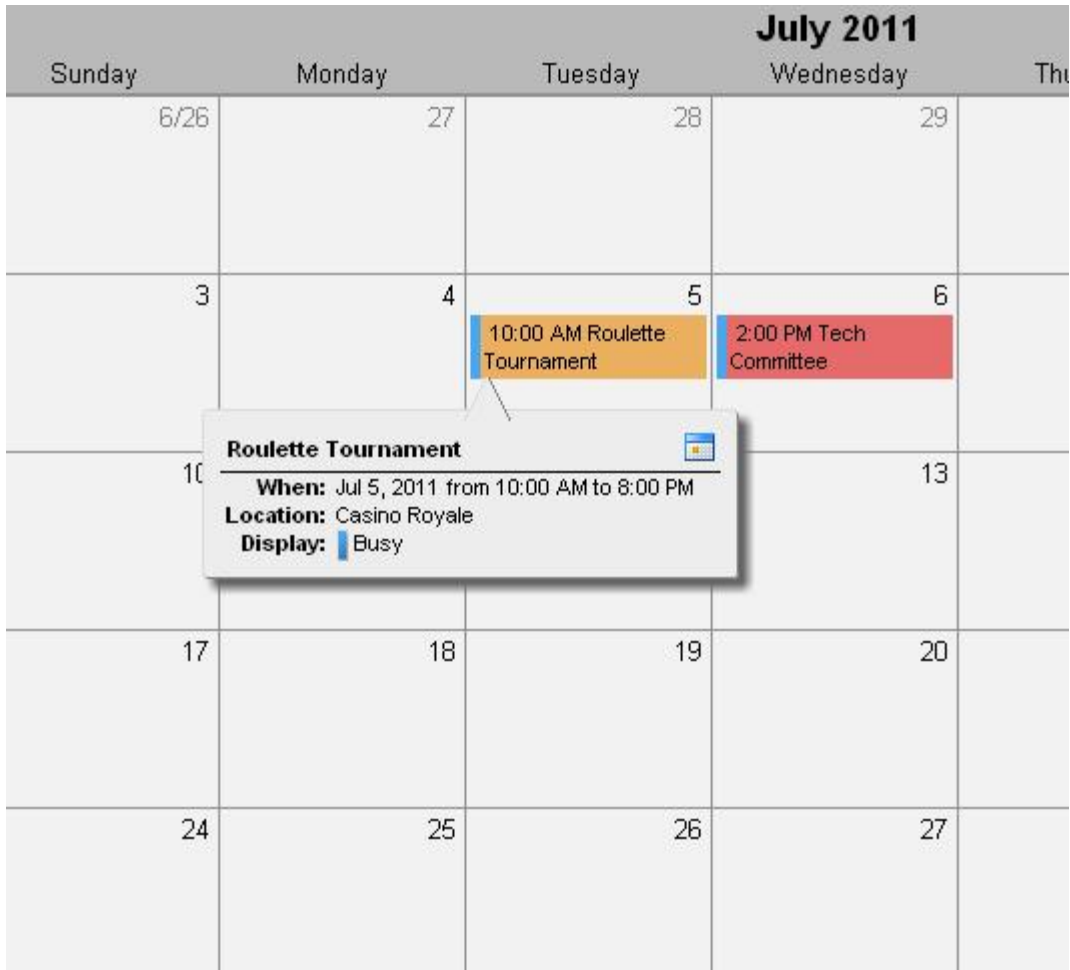 July 2011
Sunday Monday Tuesday Wednesday
6/26 27 28 29
3 4 5 6
10:00 AM Roulette
Tournament
2:00 PM Tech
Committee
Roulette Tournament
When: Jul 5, 2011 from 10:00 AM to 8:00 PM
Location: Casino Royale
Display: Busy
10 13
17 18 19 20
24 25 26 27